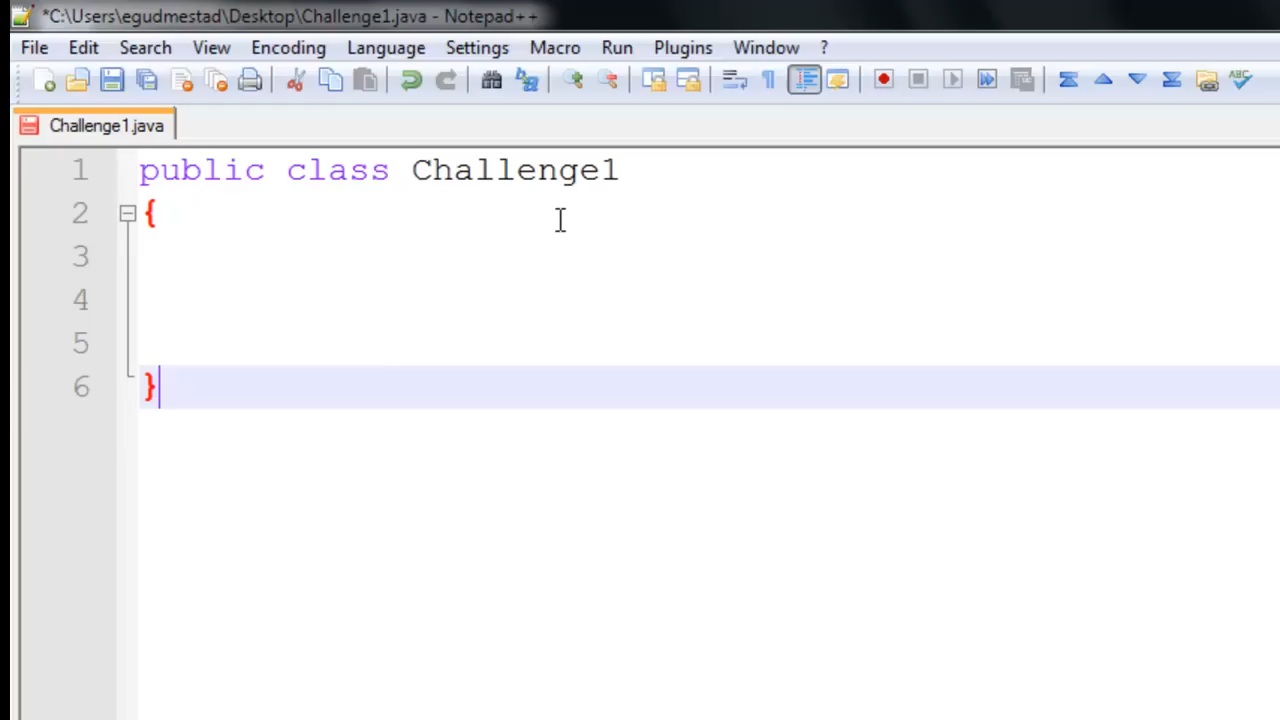 *C:\Users\egudmestad\Desktop\Challenge1.java - Notepad++
File Edit Search View Encoding Language Settings Macro Run Plugins Window ?
ABC
Challenge1.java
1 public class Challenge1
2 {
3
4
5
6 }